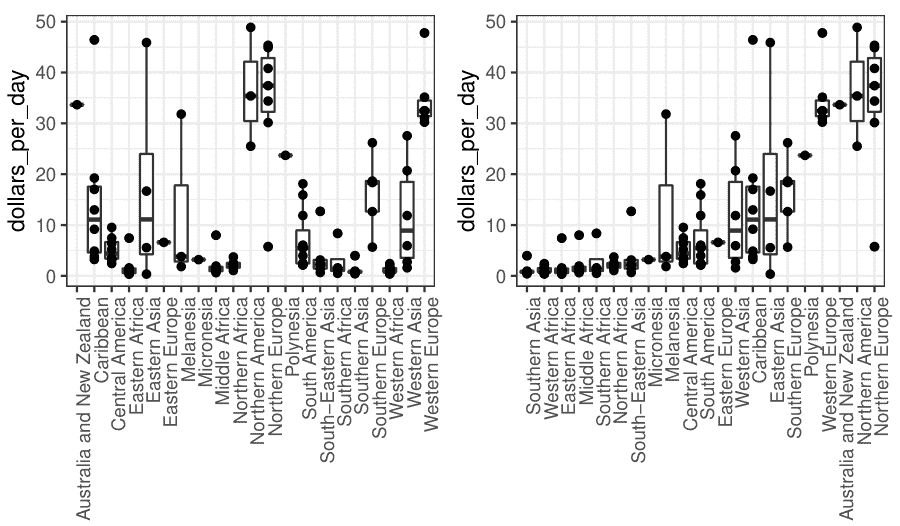 dollars_per_day
50
40
30
20
10
0
Australia and New Zealand
Caribbean
Central America
Eastern Africa
Eastern Asia
Eastern Europe
Melanesia
Micronesia
Middle Africa
Northern Africa
Northern America
Northern Europe
Polynesia
South America
South−Eastern Asia
Southern Africa
Southern Asia
Southern Europe
Western Africa
Western Asia
Western Europe
dollars_per_day
50
40
30
20
10
0
Southern Asia
Western Africa
Eastern Africa
Middle Africa
Southern Africa
Northern Africa
South−Eastern Asia
Micronesia
Melanesia
Central America
South America
Eastern Europe
Western Asia
Caribbean
Eastern Asia
Southern Europe
Polynesia
Western Europe
Australia and New Zealand
Northern America
Northern Europe